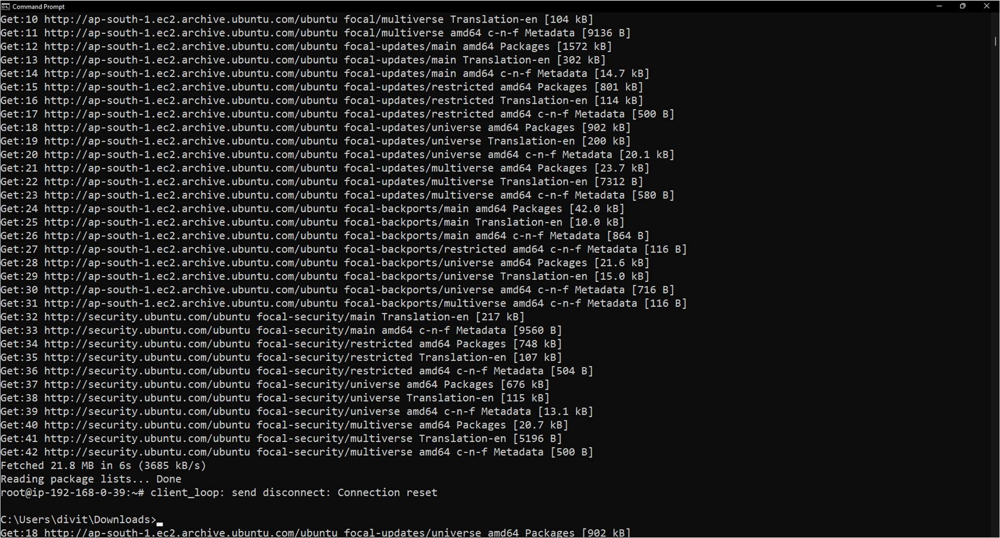 Command Prompt
Get:10 http://ap-south-1.ec2.archive.ubuntu.com/ubuntu focal/multiverse Translation-en [104 kB]
Get:11 http://ap-south-1.ec2.archive.ubuntu.com/ubuntu focal/multiverse amd64 c-n-f Metadata [9136 B]
Get:12 http://ap-south-1.ec2.archive.ubuntu.com/ubuntu focal-updates/main amd64 Packages [1572 kB]
Get:13 http://ap-south-1.ec2.archive.ubuntu.com/ubuntu focal-updates/main Translation-en [302 kB]
Get:14 http://ap-south-1.ec2.archive.ubuntu.com/ubuntu focal-updates/main amd64 c-n-f Metadata [14.7 kB]
Get:15 http://ap-south-1.ec2.archive.ubuntu.com/ubuntu focal-updates/restricted amd64 Packages [801 kB]
Get:16 http://ap-south-1.ec2.archive.ubuntu.com/ubuntu focal-updates/restricted Translation-en [114 kB]
Get:17 http://ap-south-1.ec2.archive.ubuntu.com/ubuntu focal-updates/restricted amd64 c-n-f Metadata [500 B]
Get:18 http://ap-south-1.ec2.archive.ubuntu.com/ubuntu focal-updates/universe amd64 Packages [902 kB]
Get:19 http://ap-south-1.ec2.archive.ubuntu.com/ubuntu focal-updates/universe Translation-en [200 kB]
Get:20 http://ap-south-1.ec2.archive.ubuntu.com/ubuntu focal-updates/universe amd64 c-n-f Metadata [20.1 kB]
Get:21 http://ap-south-1.ec2.archive.ubuntu.com/ubuntu focal-updates/multiverse amd64 Packages [23.7 kB]
Get:22 http://ap-south-1.ec2.archive.ubuntu.com/ubuntu focal-updates/multiverse Translation-en [7312 B]
Get:23 http://ap-south-1.ec2.archive.ubuntu.com/ubuntu focal-updates/multiverse amd64 c-n-f Metadata [580 B]
Get:24 http://ap-south-1.ec2.archive.ubuntu.com/ubuntu focal-backports/main amd64 Packages [42.0 kB]
Get:25 http://ap-south-1.ec2.archive.ubuntu.com/ubuntu focal-backports/main Translation-en [10.0 kB]
Get:26 http://ap-south-1.ec2.archive.ubuntu.com/ubuntu focal-backports/main amd64 c-n-f Metadata [864 B]
Get:27 http://ap-south-1.ec2.archive.ubuntu.com/ubuntu focal-backports/restricted amd64 c-n-f Metadata [116 B]
Get:28 http://ap-south-1.ec2.archive.ubuntu.com/ubuntu focal-backports/universe amd64 Packages [21.6 kB]
Get:29 http://ap-south-1.ec2.archive.ubuntu.com/ubuntu focal-backports/universe Translation-en [15.0 kB]
Get:30 http://ap-south-1.ec2.archive.ubuntu.com/ubuntu focal-backports/universe amd64 c-n-f Metadata [716 B]
Get:31 http://ap-south-1.ec2.archive.ubuntu.com/ubuntu focal-backports/multiverse amd64 c-n-f Metadata [116 B]
Get:32 http://security.ubuntu.com/ubuntu focal-security/main Translation-en [217 kB]
Get:33 http://security.ubuntu.com/ubuntu focal-security/main amd64 c-n-f Metadata [9560 B]
Get:34 http://security.ubuntu.com/ubuntu focal-security/restricted amd64 Packages [748 kB]
Get:35 http://security.ubuntu.com/ubuntu focal-security/restricted Translation-en [107 kB]
Get:36 http://security.ubuntu.com/ubuntu focal-security/restricted amd64 c-n-f Metadata [504 B]
Get:37 http://security.ubuntu.com/ubuntu focal-security/universe amd64 Packages [676 kB]
Get:38 http://security.ubuntu.com/ubuntu focal-security/universe Translation-en [115 kB]
Get:39 http://security.ubuntu.com/ubuntu focal-security/universe amd64 c-n-f Metadata [13.1 kB]
Get:40 http://security.ubuntu.com/ubuntu focal-security/multiverse amd64 Packages [20.7 kB]
Get:41 http://security.ubuntu.com/ubuntu focal-security/multiverse Translation-en [5196 B]
Get:42 http://security.ubuntu.com/ubuntu focal-security/multiverse amd64 c-n-f Metadata [500 B]
Fetched 21.8 MB in 6s (3685 kB/s)
Reading package lists... Done
root@ip-192-168-0-39:~# client_loop: send disconnect: Connection reset
C:\Users\divit\Downloads>
Get:18 http://ap-south-1.ec2.archive.ubuntu.com/ubuntu focal-updates/universe amd64 Packages [902 kB]